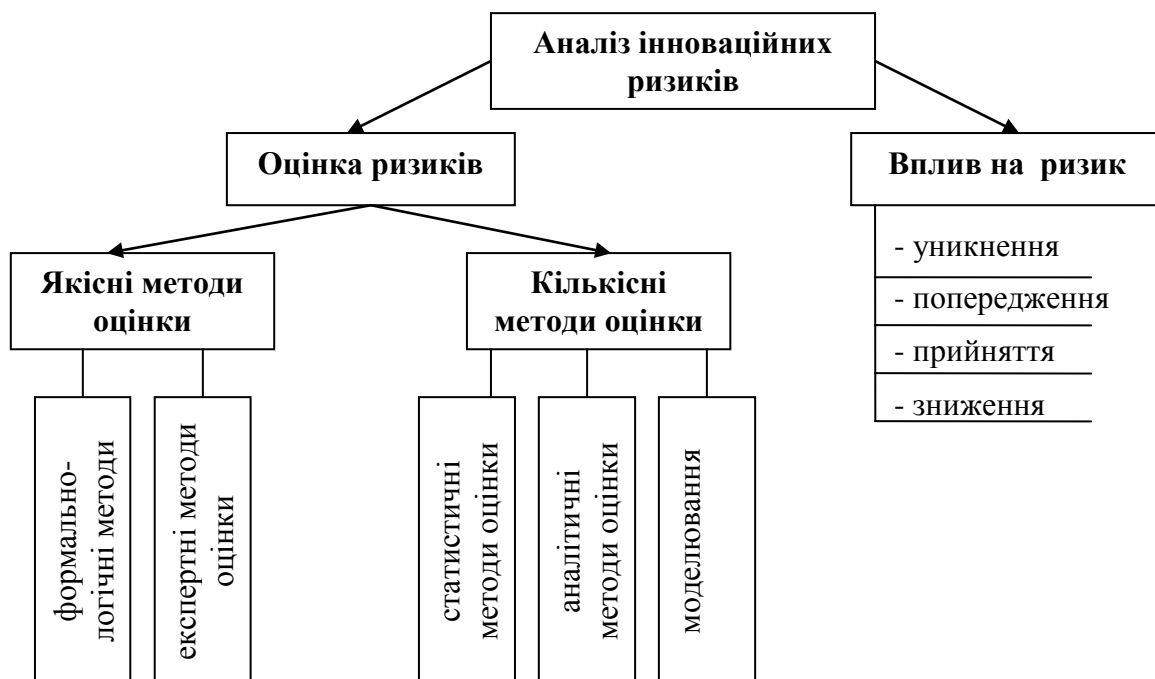 Аналіз інноваційних
ризиків
Оцінка ризиків
Вплив на ризик
- уникнення
- попередження
- прийняття
- зниження
Якісні методи
оцінки
Кількісні
методи оцінки
формально-
логічні методи
експертні методи
оцінки
статистичні
методи оцінки
аналітичні
методи оцінки
моделювання